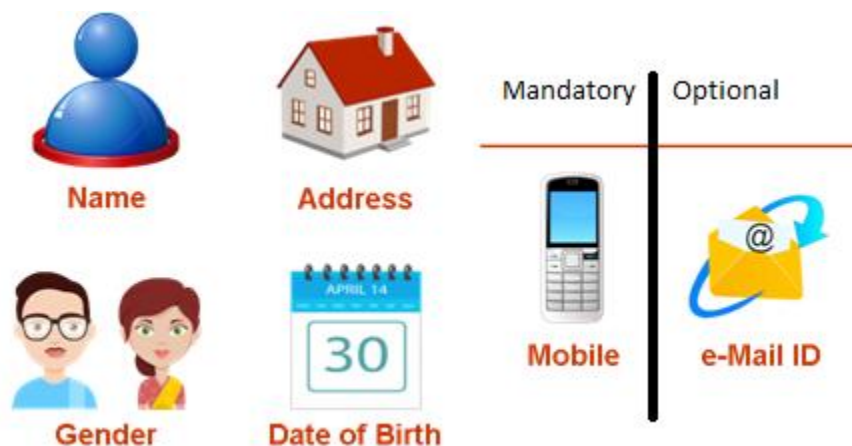 Name
Address
Mandatory
Optional
APRIL 14
30
@
Gender
Date of Birth
Mobile
e-Mail ID